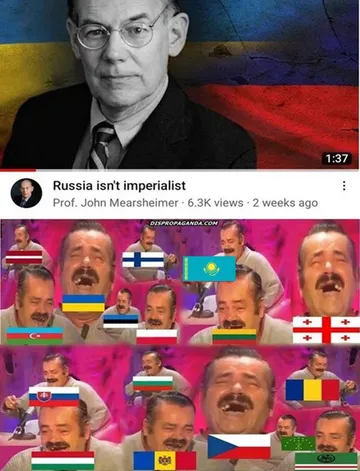 1:37
Russia isn't imperialist
Prof. John Mearsheimer · 6.3K views · 2 weeks ago
DISPROPAGANDA.COM